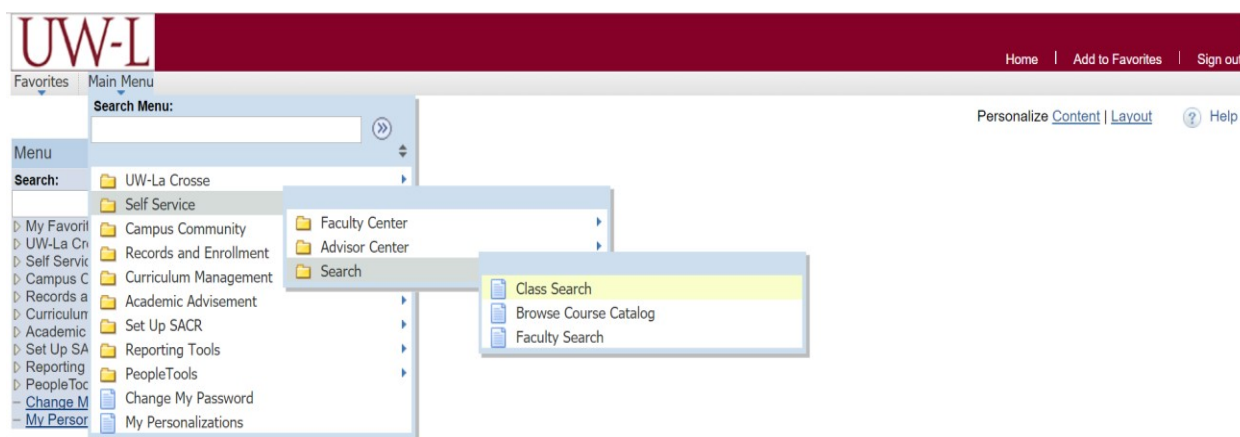 UW-L
Home | Add to Favorites | Sign out
Favorites Main Menu
Search Menu:
Personalize Content | Layout Help
Menu
Search:
UW-La Crosse
Self Service
Campus Community
Records and Enrollment
Curriculum Management
Academic Advisement
Set Up SACR
Reporting Tools
PeopleTools
Change My Password
My Personalizations
Faculty Center
Advisor Center
Search
Class Search
Browse Course Catalog
Faculty Search
My Favorit
UW-La Cr
Self Servic
Campus C
Records a
Curriculum
Academic
Set Up SA
Reporting
PeopleToo
Change M
My Person